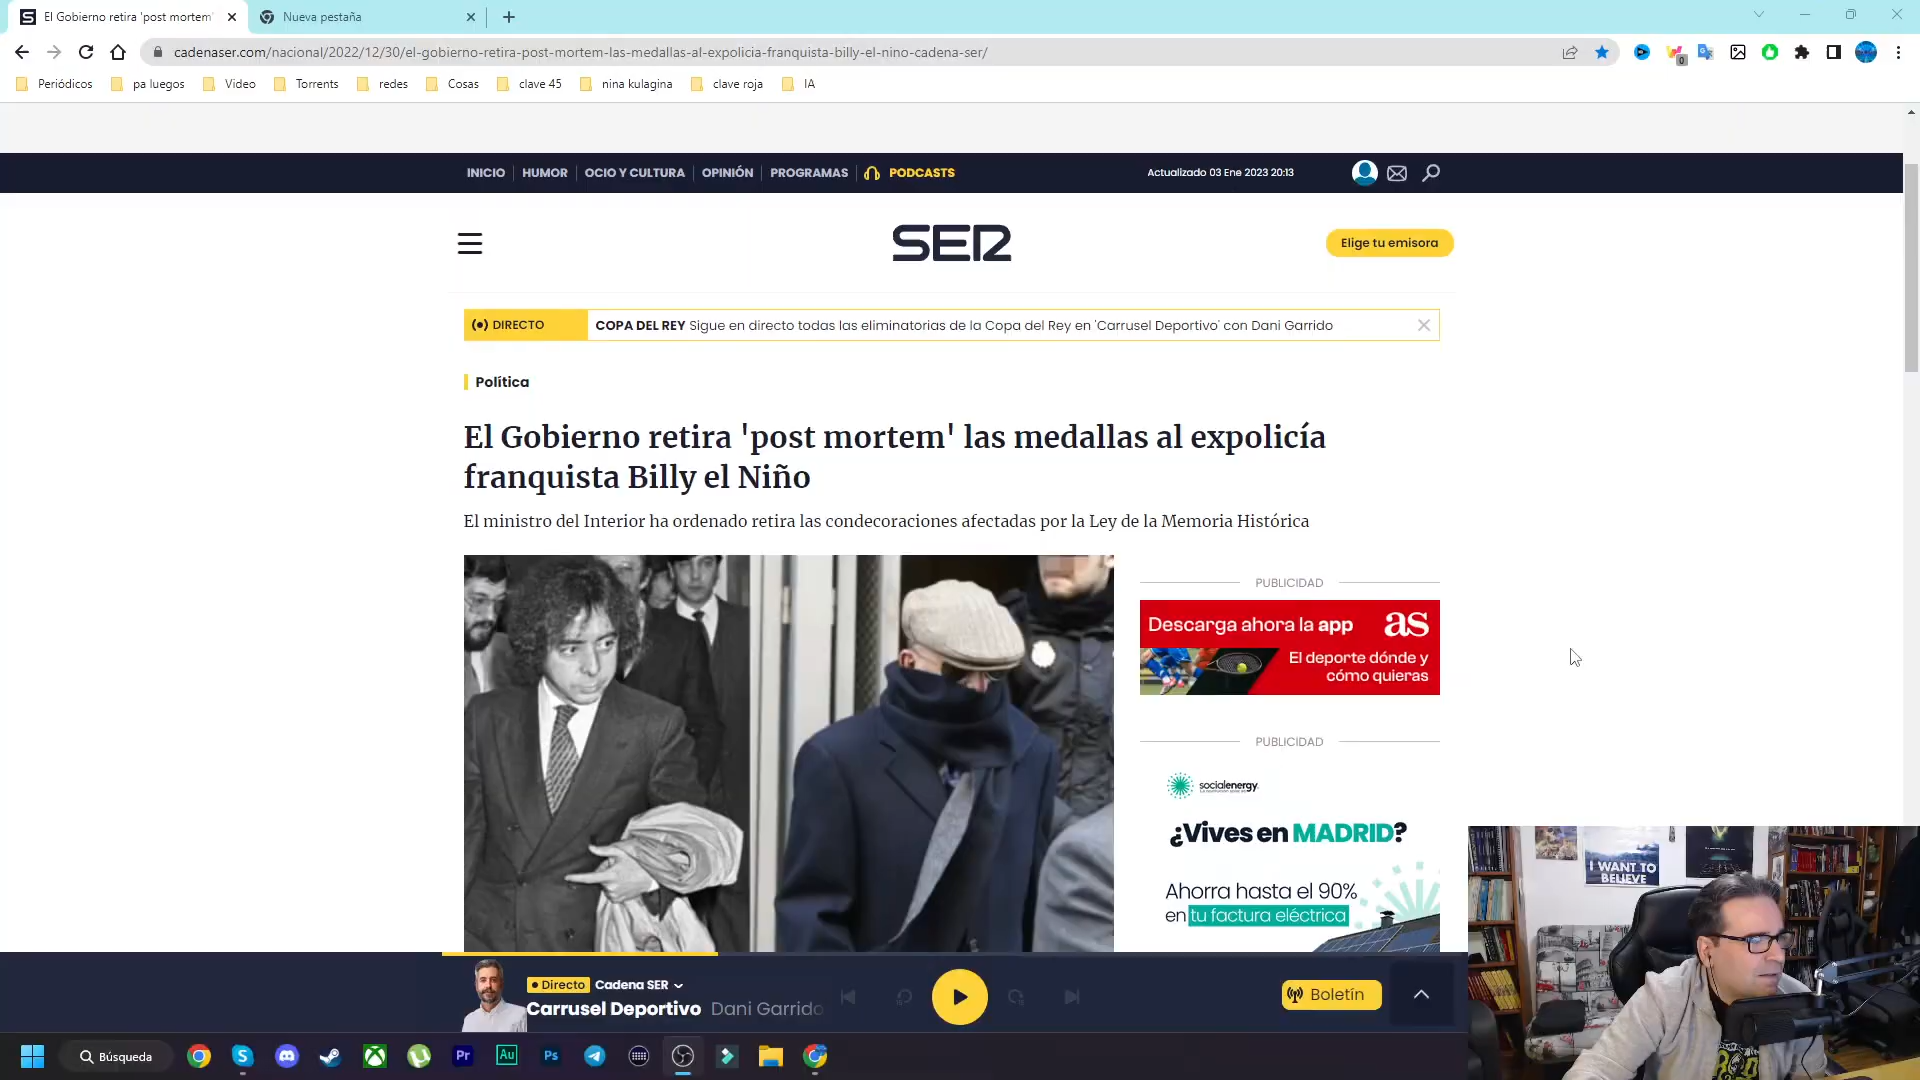 El Gobierno retira 'post mortem'
Nueva pestaña
cadenaser.com/nacional/2022/12/30/el-gobierno-retira-post-mortem-las-medallas-al-expolicia-franquista-billy-el-nino-cadena-ser/
0
Periódicos
pa luegos
Video
Torrents
redes
Cosas
clave 45
nina kulagina
clave roja
IA
INICIO
HUMOR
OCIO Y CULTURA
OPINIÓN
PROGRAMAS
PODCASTS
Actualizado 03 Ene 2023 20:13
SER
Elige tu emisora
DIRECTO
COPA DEL REY Sigue en directo todas las eliminatorias de la Copa del Rey en 'Carrusel Deportivo' con Dani Garrido
Política
El Gobierno retira 'post mortem' las medallas al expolicía
franquista Billy el Niño
El ministro del Interior ha ordenado retira las condecoraciones afectadas por la Ley de la Memoria Histórica
PUBLICIDAD
Descarga ahora la app
as
El deporte dónde y
cómo quieras
PUBLICIDAD
socialenergy
¿Vives en MADRID?
Ahorra hasta el 90%
en tu factura eléctrica
I WANT TO
BELIEVE
Directo
Cadena SER
Carrusel Deportivo Dani Garrido
Boletín
Búsqueda
Pr
Au
Ps